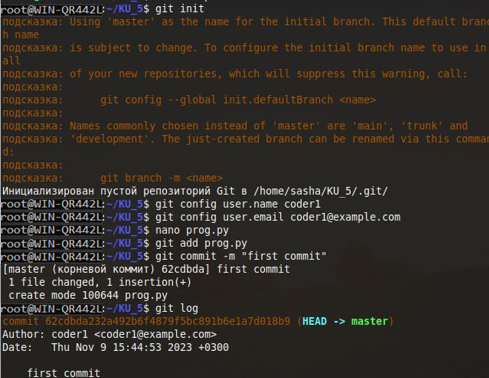 root@WIN-QR442L:~/KU_5$ git init
подсказка: Using 'master' as the name for the initial branch. This default branc
h name
подсказка: is subject to change. To configure the initial branch name to use in
all
подсказка: of your new repositories, which will suppress this warning, call:
подсказка:
подсказка:     git config --global init.defaultBranch <name>
подсказка:
подсказка: Names commonly chosen instead of 'master' are 'main', 'trunk' and
подсказка: 'development'. The just-created branch can be renamed via this comman
d:
подсказка:
подсказка:     git branch -m <name>
Инициализирован пустой репозиторий Git в /home/sasha/KU_5/.git/
root@WIN-QR442L:~/KU_5$ git config user.name coder1
root@WIN-QR442L:~/KU_5$ git config user.email coder1@example.com
root@WIN-QR442L:~/KU_5$ nano prog.py
root@WIN-QR442L:~/KU_5$ git add prog.py
root@WIN-QR442L:~/KU_5$ git commit -m "first commit"
[master (корневой коммит) 62cdbda] first commit
 1 file changed, 1 insertion(+)
 create mode 100644 prog.py
root@WIN-QR442L:~/KU_5$ git log
commit 62cdbda232a492b6f4879f5bc891b6e1a7d018b9 (HEAD -> master)
Author: coder1 <coder1@example.com>
Date:   Thu Nov 9 15:44:53 2023 +0300
    first commit